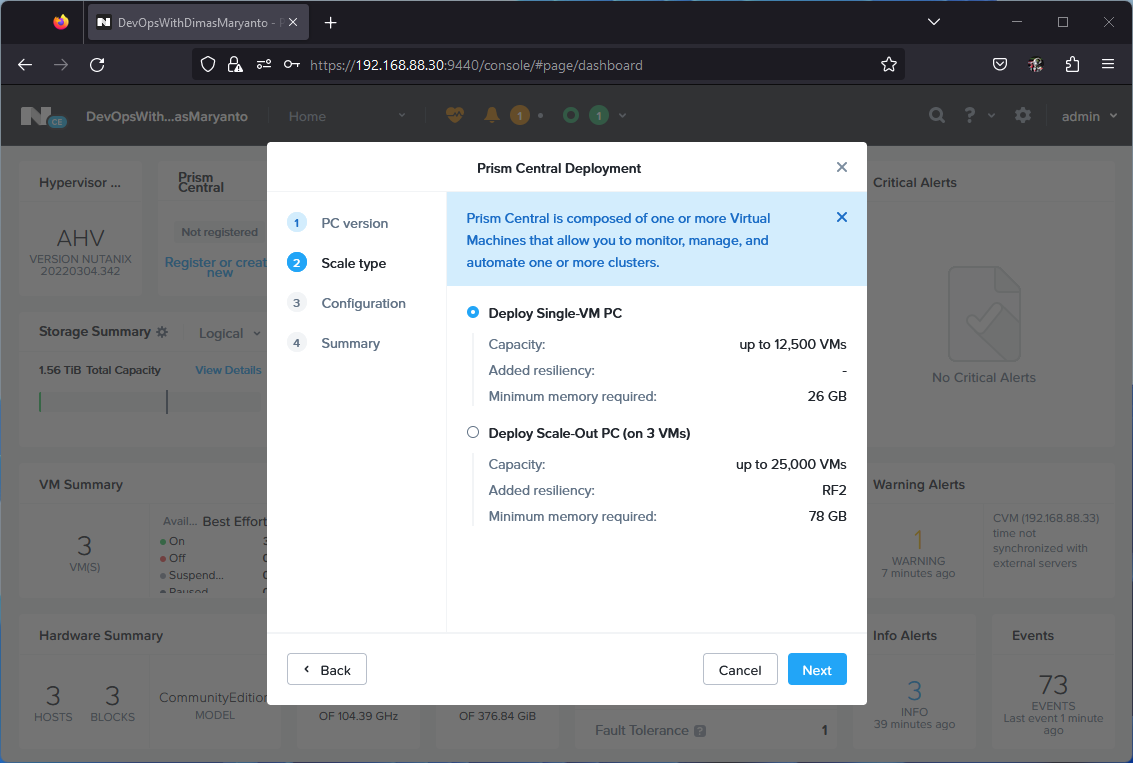 DevOpsWithDimasMaryanto - P
https://192.168.88.30:9440/console/#page/dashboard
CE
DevOpsWith...asMaryanto
Home
1
1
?
admin
Hypervisor ...
AHV
VERSION NUTANIX
20220304.342
Prism
Central
Not registered
Register or creat
new
Critical Alerts
No Critical Alerts
Storage Summary
Logical
1.56 TiB Total Capacity
View Details
Prism Central Deployment
1
PC version
2
Scale type
3
Configuration
4
Summary
Prism Central is composed of one or more Virtual
Machines that allow you to monitor, manage, and
automate one or more clusters.
Deploy Single-VM PC
Capacity:
up to 12,500 VMs
Added resiliency:
-
Minimum memory required:
26 GB
Deploy Scale-Out PC (on 3 VMs)
Capacity:
up to 25,000 VMs
Added resiliency:
RF2
Minimum memory required:
78 GB
Back
Cancel
Next
VM Summary
3
VM(S)
Avail... Best Effort
On
Off
Suspend...
Paused
Warning Alerts
1
WARNING
7 minutes ago
CVM (192.168.88.33)
time not
synchronized with
external servers
Hardware Summary
3
HOSTS
3
BLOCKS
CommunityEdition
MODEL
OF 104.39 GHz
OF 376.84 GiB
Fault Tolerance ?
1
Info Alerts
3
INFO
39 minutes ago
Events
73
EVENTS
Last event 1 minute
ago